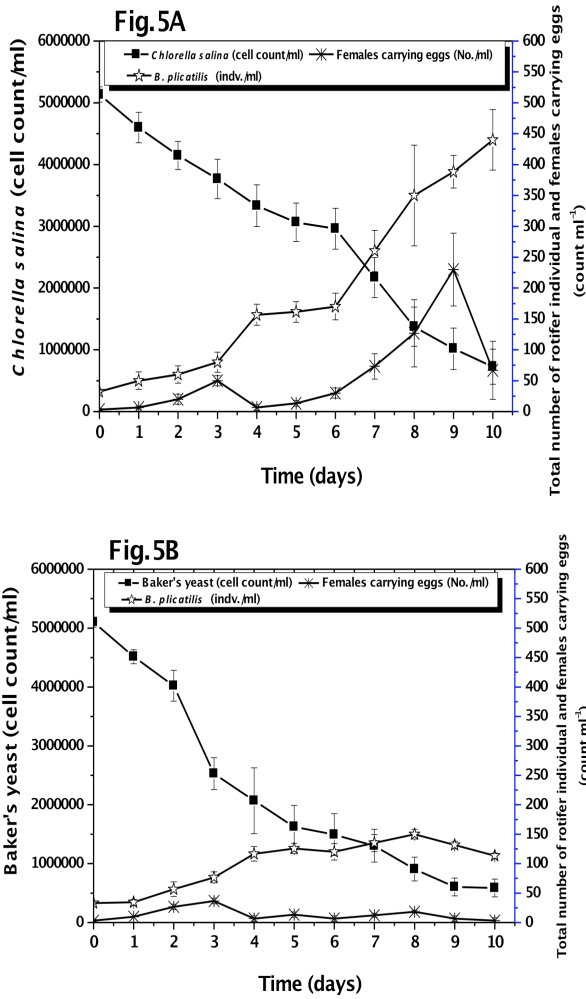 Fig.5A
Chlorella salina (cell count/ml) Females carrying eggs (No./ml)
B. plicatilis (indv./ml)
Chlorella salina (cell count/ml)
6000000
5000000
4000000
3000000
2000000
1000000
0
600
550
500
450
400
350
300
250
200
150
100
50
0
Total number of rotifer individual and females carrying eggs
(count ml⁻¹)
0 1 2 3 4 5 6 7 8 9 10
Time (days)
Fig.5B
Baker's yeast (cell count/ml) Females carrying eggs (No./ml)
B. plicatilis (indv./ml)
Baker's yeast (cell count/ml)
6000000
5000000
4000000
3000000
2000000
1000000
0
600
550
500
450
400
350
300
250
200
150
100
50
0
Total number of rotifer individual and females carrying eggs
(count ml⁻¹)
0 1 2 3 4 5 6 7 8 9 10
Time (days)